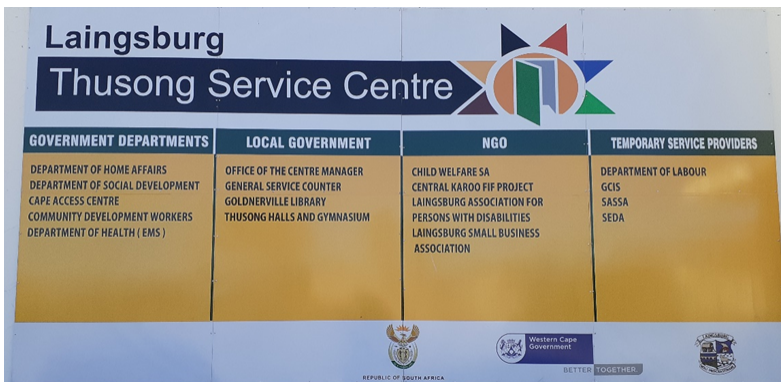 Laingsburg
Thusong Service Centre
GOVERNMENT DEPARTMENTS
DEPARTMENT OF HOME AFFAIRS
DEPARTMENT OF SOCIAL DEVELOPMENT
CAPE ACCESS CENTRE
COMMUNITY DEVELOPMENT WORKERS
DEPARTMENT OF HEALTH ( EMS )
LOCAL GOVERNMENT
OFFICE OF THE CENTRE MANAGER
GENERAL SERVICE COUNTER
GOLDNERVILLE LIBRARY
THUSONG HALLS AND GYMNASIUM
NGO
CHILD WELFARE SA
CENTRAL KAROO FIF PROJECT
LAINGSBURG ASSOCIATION FOR
PERSONS WITH DISABILITIES
LAINGSBURG SMALL BUSINESS
ASSOCIATION
TEMPORARY SERVICE PROVIDERS
DEPARTMENT OF LABOUR
GCIS
SASSA
SEDA
REPUBLIC OF SOUTH AFRICA
Western Cape
Government
BETTER TOGETHER.
LAINGSBURG